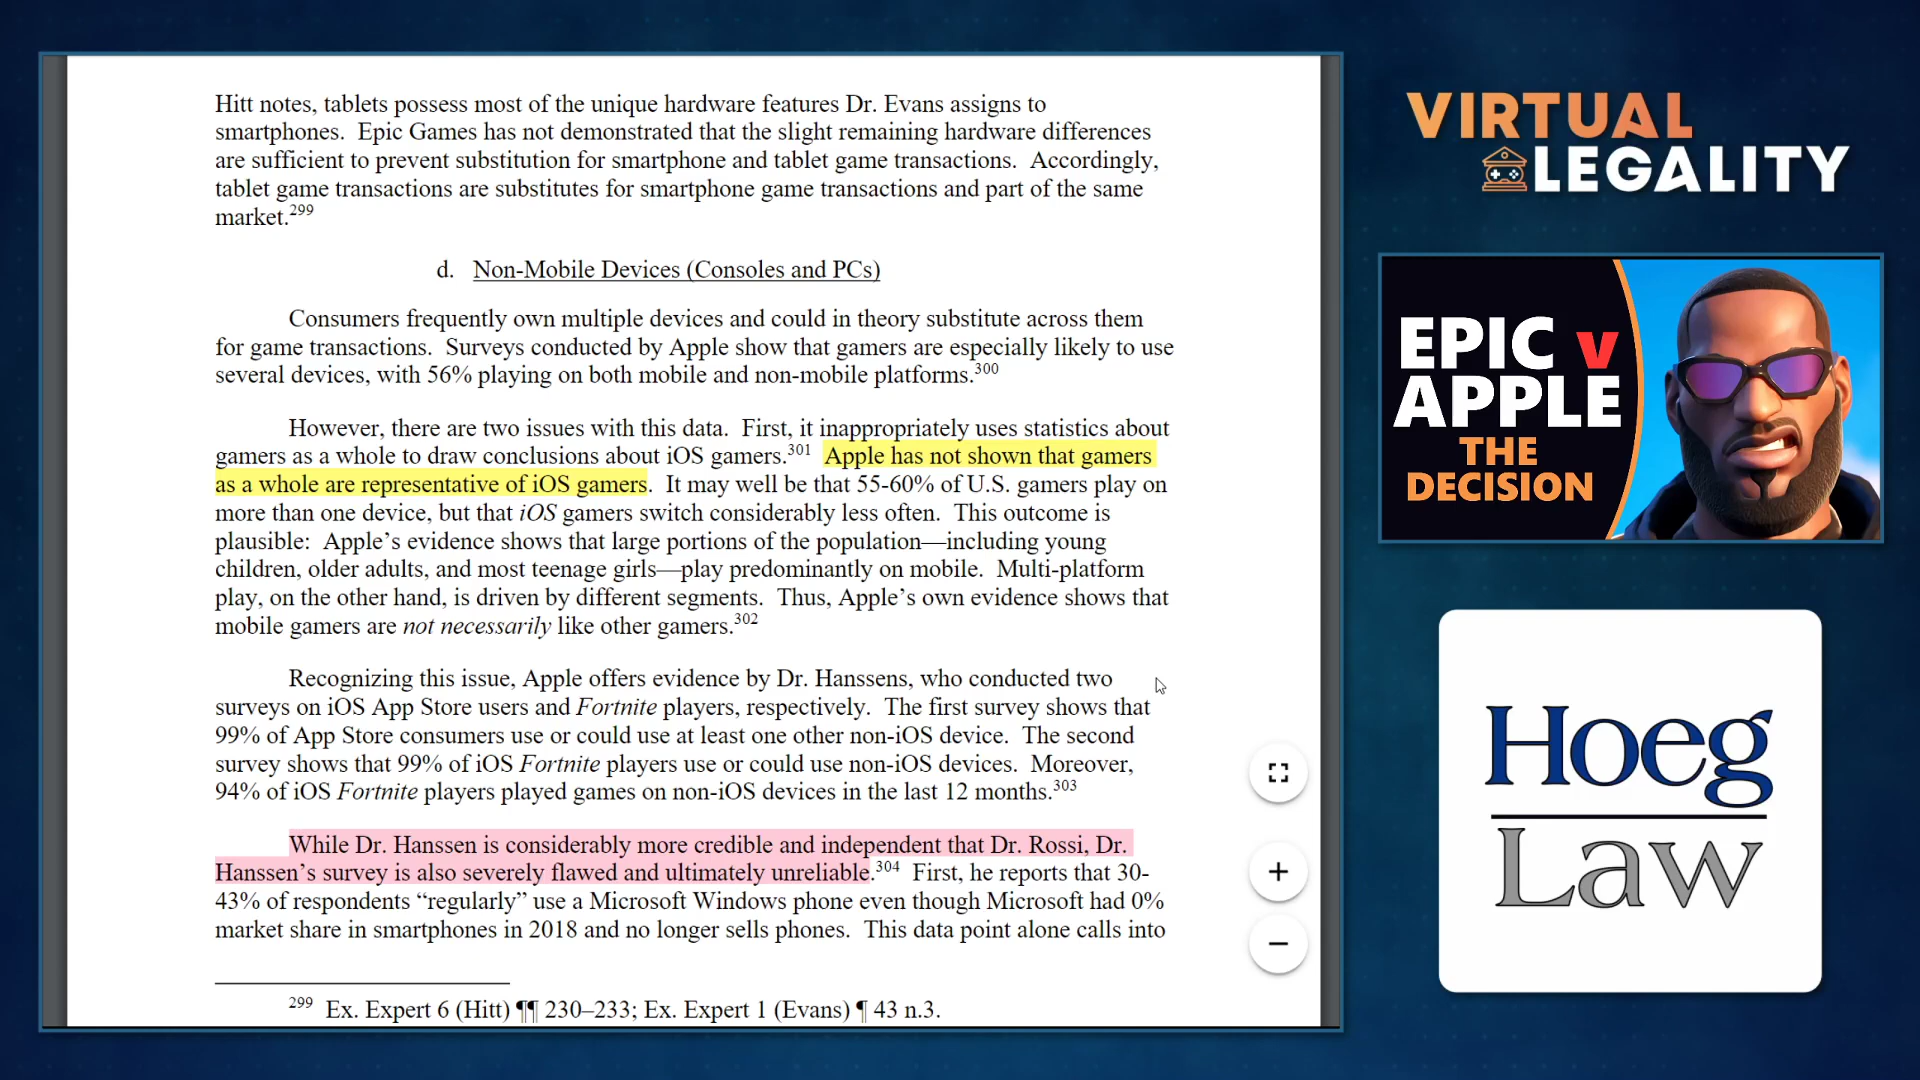 Hitt notes, tablets possess most of the unique hardware features Dr. Evans assigns to
smartphones.  Epic Games has not demonstrated that the slight remaining hardware differences
are sufficient to prevent substitution for smartphone and tablet game transactions.  Accordingly,
tablet game transactions are substitutes for smartphone game transactions and part of the same
market.299
d.   Non-Mobile Devices (Consoles and PCs)
Consumers frequently own multiple devices and could in theory substitute across them
for game transactions.  Surveys conducted by Apple show that gamers are especially likely to use
several devices, with 56% playing on both mobile and non-mobile platforms.300
However, there are two issues with this data.  First, it inappropriately uses statistics about
gamers as a whole to draw conclusions about iOS gamers.301  Apple has not shown that gamers
as a whole are representative of iOS gamers.  It may well be that 55-60% of U.S. gamers play on
more than one device, but that iOS gamers switch considerably less often.  This outcome is
plausible:  Apple’s evidence shows that large portions of the population—including young
children, older adults, and most teenage girls—play predominantly on mobile.  Multi-platform
play, on the other hand, is driven by different segments.  Thus, Apple’s own evidence shows that
mobile gamers are not necessarily like other gamers.302
Recognizing this issue, Apple offers evidence by Dr. Hanssens, who conducted two
surveys on iOS App Store users and Fortnite players, respectively.  The first survey shows that
99% of App Store consumers use or could use at least one other non-iOS device.  The second
survey shows that 99% of iOS Fortnite players use or could use non-iOS devices.  Moreover,
94% of iOS Fortnite players played games on non-iOS devices in the last 12 months.303
While Dr. Hanssen is considerably more credible and independent that Dr. Rossi, Dr.
Hanssen’s survey is also severely flawed and ultimately unreliable.304  First, he reports that 30-
43% of respondents “regularly” use a Microsoft Windows phone even though Microsoft had 0%
market share in smartphones in 2018 and no longer sells phones.  This data point alone calls into
299  Ex. Expert 6 (Hitt) ¶¶ 230–233; Ex. Expert 1 (Evans) ¶ 43 n.3.
VIRTUAL
LEGALITY
EPIC v
APPLE
THE
DECISION
Hoeg
Law